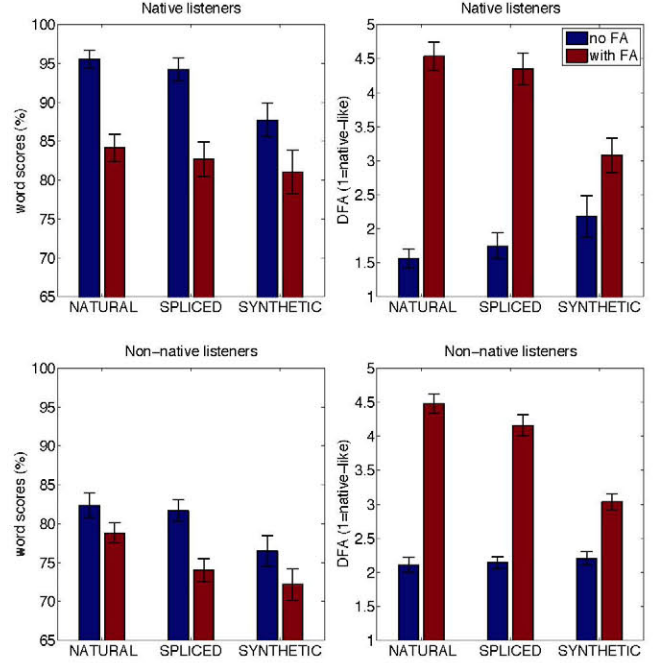 Native listeners
100
95
90
85
80
75
70
65
word scores (%)
NATURAL SPLICED SYNTHETIC
Native listeners
5
4.5
4
3.5
3
2.5
2
1.5
1
DFA (1=native-like)
no FA
with FA
NATURAL SPLICED SYNTHETIC
Non-native listeners
100
95
90
85
80
75
70
65
word scores (%)
NATURAL SPLICED SYNTHETIC
Non-native listeners
5
4.5
4
3.5
3
2.5
2
1.5
1
DFA (1=native-like)
NATURAL SPLICED SYNTHETIC